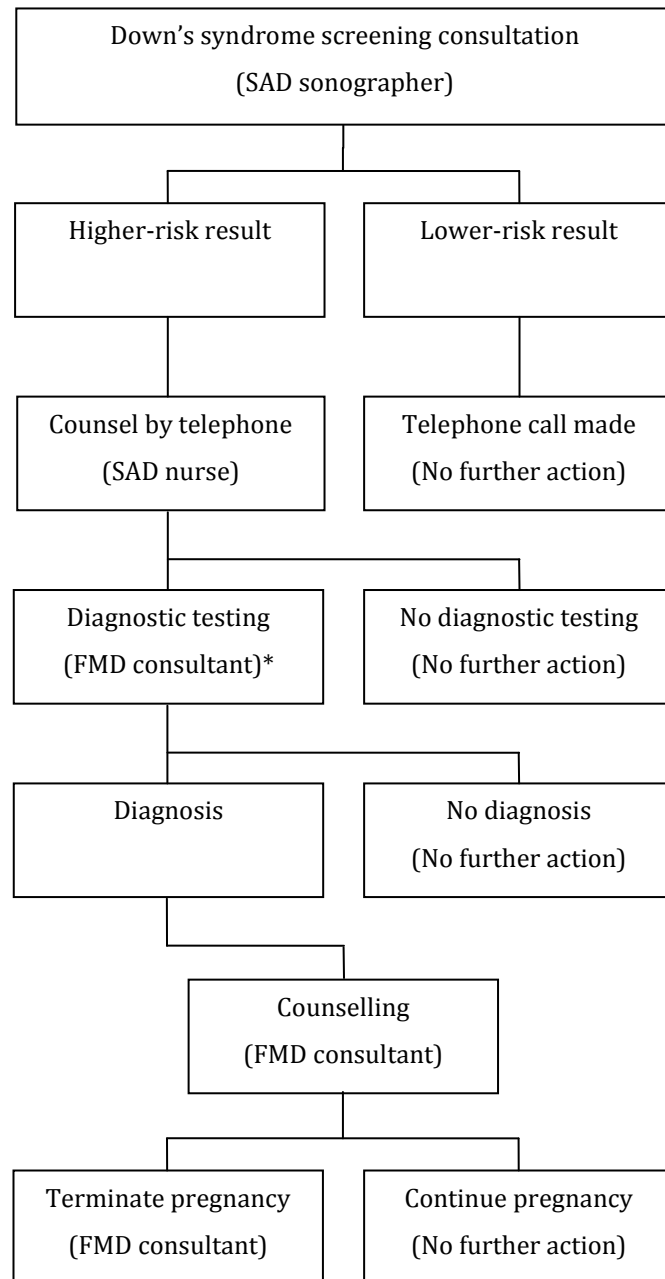 Down’s syndrome screening consultation
(SAD sonographer)
Higher-risk result
Lower-risk result
Counsel by telephone
(SAD nurse)
Telephone call made
(No further action)
Diagnostic testing
(FMD consultant)*
No diagnostic testing
(No further action)
Diagnosis
No diagnosis
(No further action)
Counselling
(FMD consultant)
Terminate pregnancy
(FMD consultant)
Continue pregnancy
(No further action)